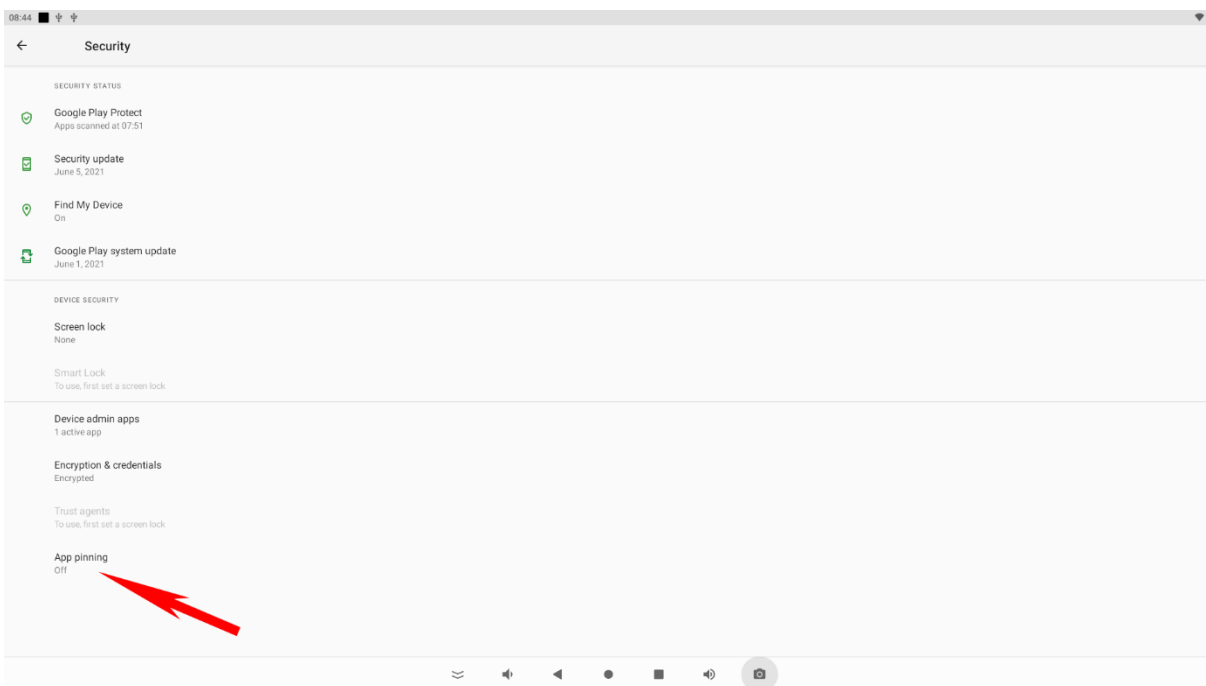 08:44
Security
SECURITY STATUS
Google Play Protect
Apps scanned at 07:51
Security update
June 5, 2021
Find My Device
On
Google Play system update
June 1, 2021
DEVICE SECURITY
Screen lock
None
Smart Lock
To use, first set a screen lock
Device admin apps
1 active app
Encryption & credentials
Encrypted
Trust agents
To use, first set a screen lock
App pinning
Off